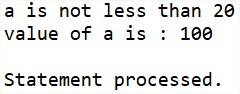 a is not less than 20
value of a is : 100
Statement processed.